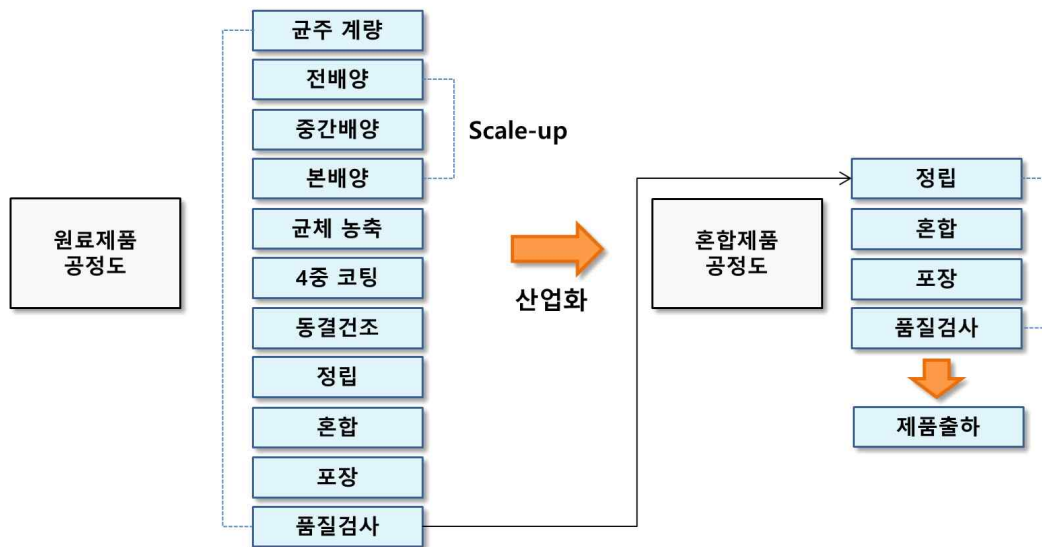 원료제품
공정도
균주 계량
전배양
중간배양
본배양
균체 농축
4중 코팅
동결건조
정립
혼합
포장
품질검사
Scale-up
산업화
혼합제품
공정도
정립
혼합
포장
품질검사
제품출하